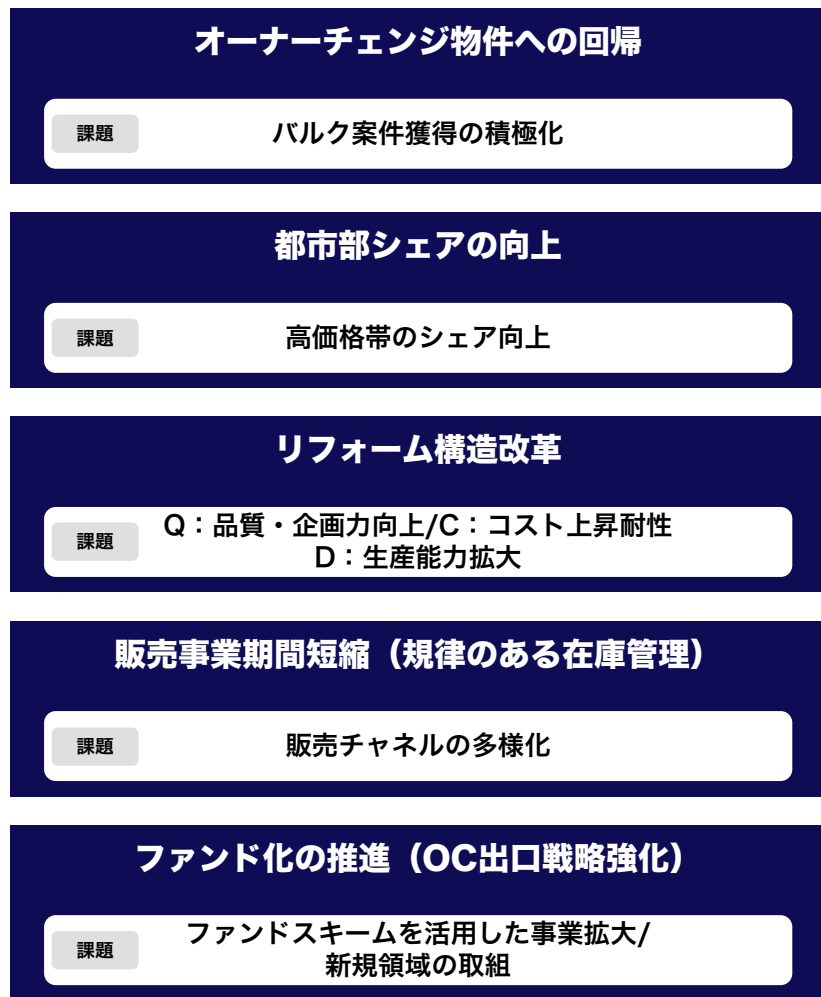 オーナーチェンジ物件への回帰
課題
バルク案件獲得の積極化
都市部シェアの向上
課題
高価格帯のシェア向上
リフォーム構造改革
課題
Q：品質・企画力向上/C：コスト上昇耐性
D：生産能力拡大
販売事業期間短縮（規律のある在庫管理）
課題
販売チャネルの多様化
ファンド化の推進（OC出口戦略強化）
課題
ファンドスキームを活用した事業拡大/
新規領域の取組